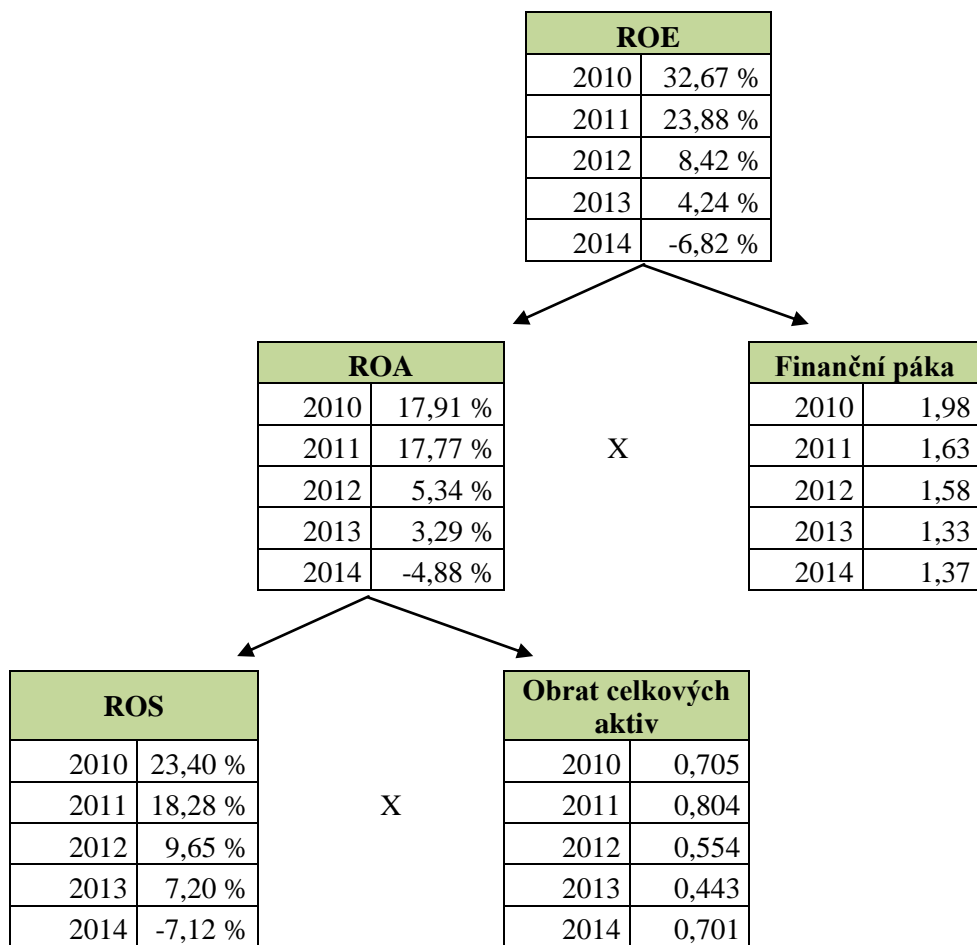 ROE
2010 32,67 %
2011 23,88 %
2012 8,42 %
2013 4,24 %
2014 -6,82 %
ROA
2010 17,91 %
2011 17,77 %
2012 5,34 %
2013 3,29 %
2014 -4,88 %
X
Finanční páka
2010 1,98
2011 1,63
2012 1,58
2013 1,33
2014 1,37
ROS
2010 23,40 %
2011 18,28 %
2012 9,65 %
2013 7,20 %
2014 -7,12 %
X
Obrat celkových
aktiv
2010 0,705
2011 0,804
2012 0,554
2013 0,443
2014 0,701